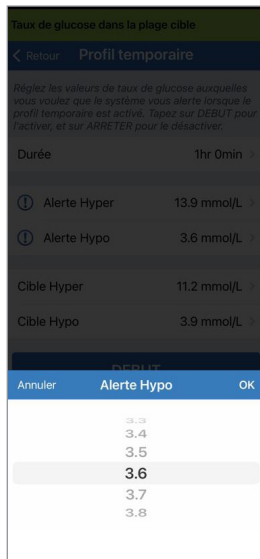 Taux de glucose dans la plage cible
< Retour Profil temporaire
Réglez les valeurs de taux de glucose auxquelles
vous voulez que le système vous alerte lorsque le
profil temporaire est activé. Tapez sur DEBUT pour
l'activer, et sur ARRETER pour le désactiver.
Durée 1hr 0min >
Alerte Hyper 13.9 mmol/L >
Alerte Hypo 3.6 mmol/L >
Cible Hyper 11.2 mmol/L >
Cible Hypo 3.9 mmol/L >
DEBUT
Annuler Alerte Hypo OK
3.3
3.4
3.5
3.6
3.7
3.8